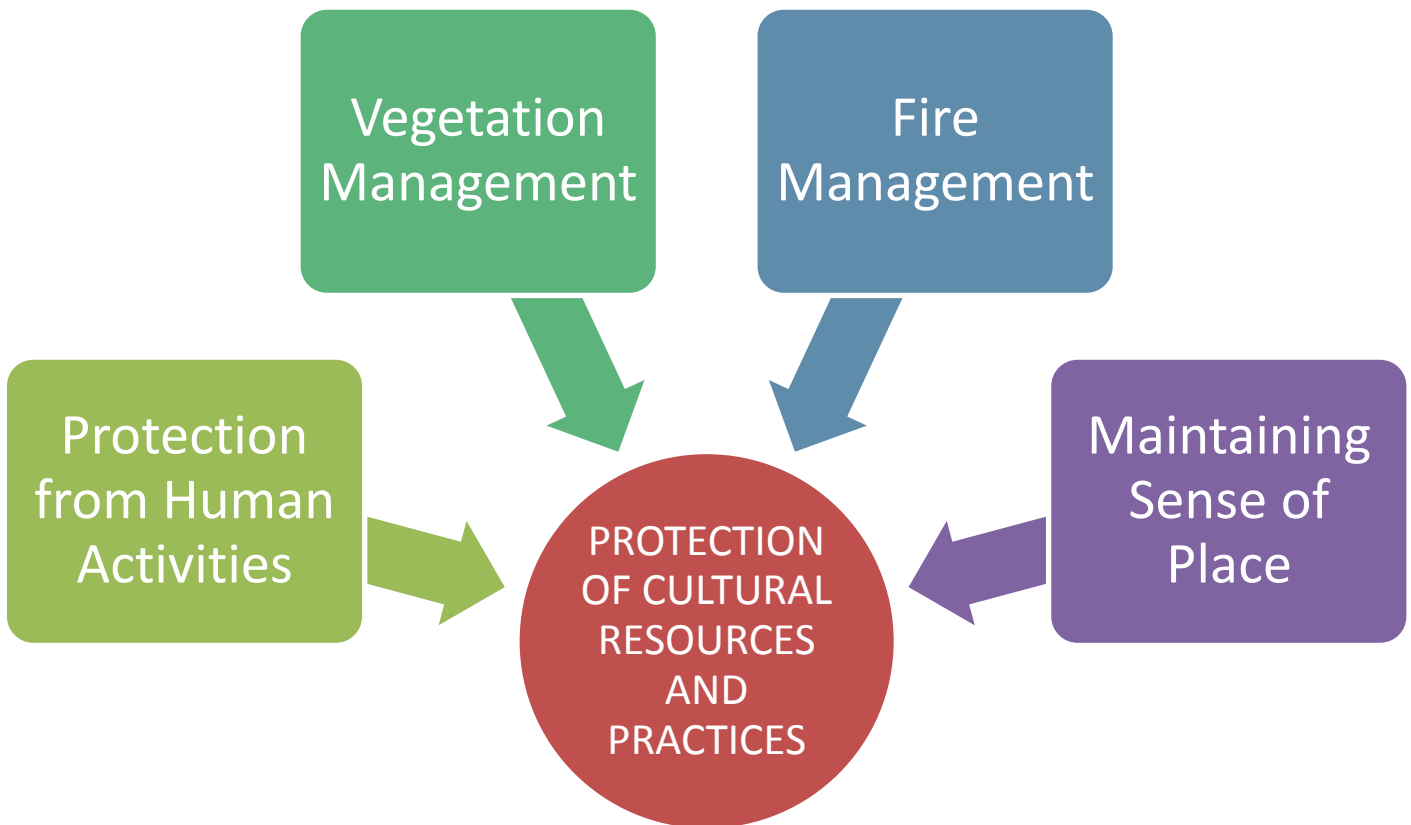 Vegetation
Management
Fire
Management
Protection
from Human
Activities
Maintaining
Sense of
Place
PROTECTION
OF CULTURAL
RESOURCES
AND
PRACTICES